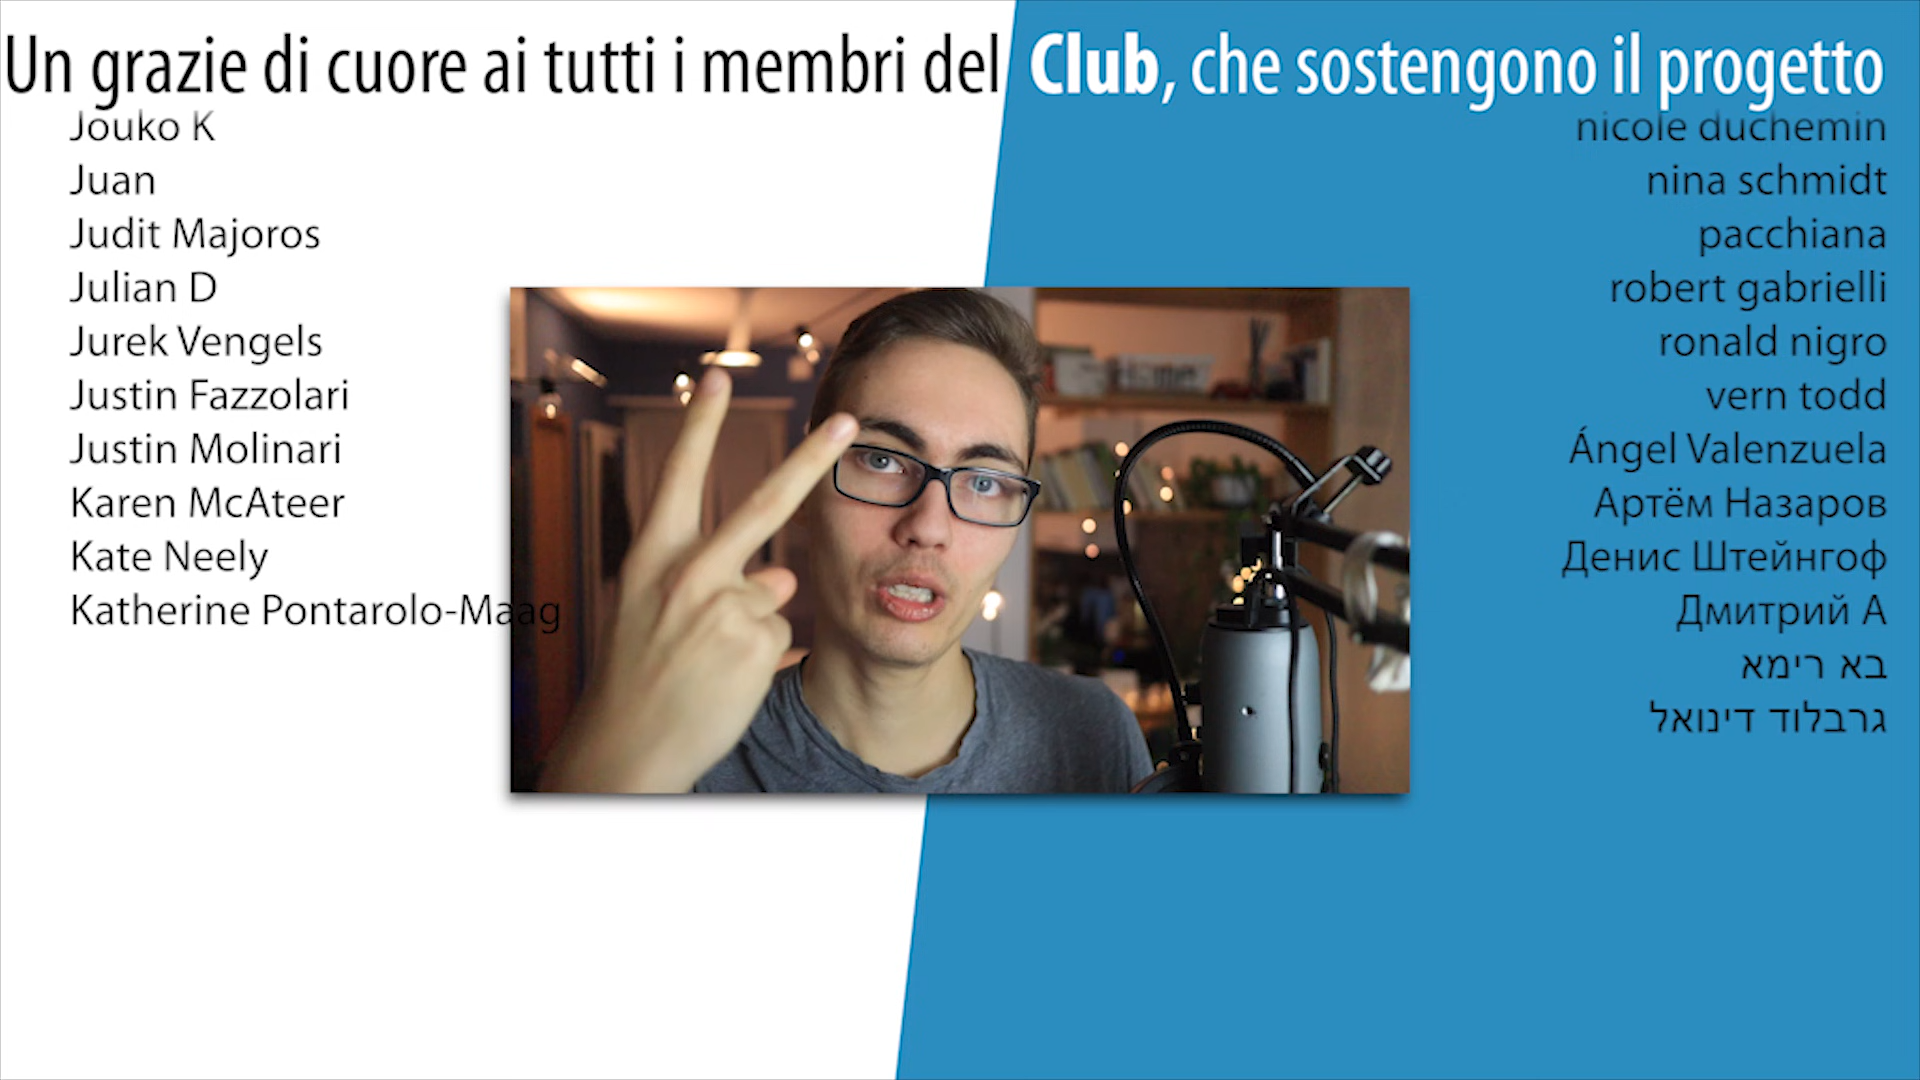 Un grazie di cuore ai tutti i membri del Club, che sostengono il progetto
Jouko K
Juan
Judit Majoros
Julian D
Jurek Vengels
Justin Fazzolari
Justin Molinari
Karen McAteer
Kate Neely
Katherine Pontarolo-Maag
nicole duchemin
nina schmidt
pacchiana
robert gabrielli
ronald nigro
vern todd
Ángel Valenzuela
Артём Назаров
Денис Штейнгоф
Дмитрий А
בא רימא
גרבלוד דינואל
Home